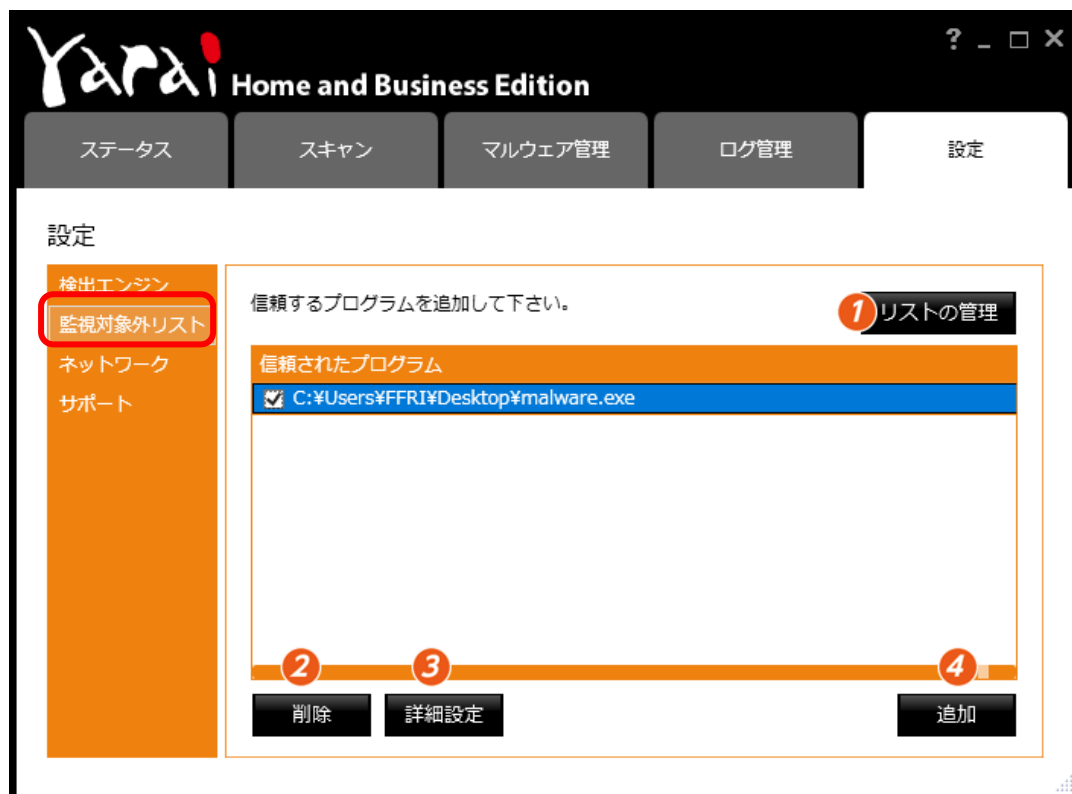 Yarai Home and Business Edition
? _ □ ×
ステータス スキャン マルウェア管理 ログ管理 設定
設定
検出エンジン
監視対象外リスト
ネットワーク
サポート
信頼するプログラムを追加して下さい。
1 リストの管理
信頼されたプログラム
C:¥Users¥FFRI¥Desktop¥malware.exe
2 3 4
削除 詳細設定 追加